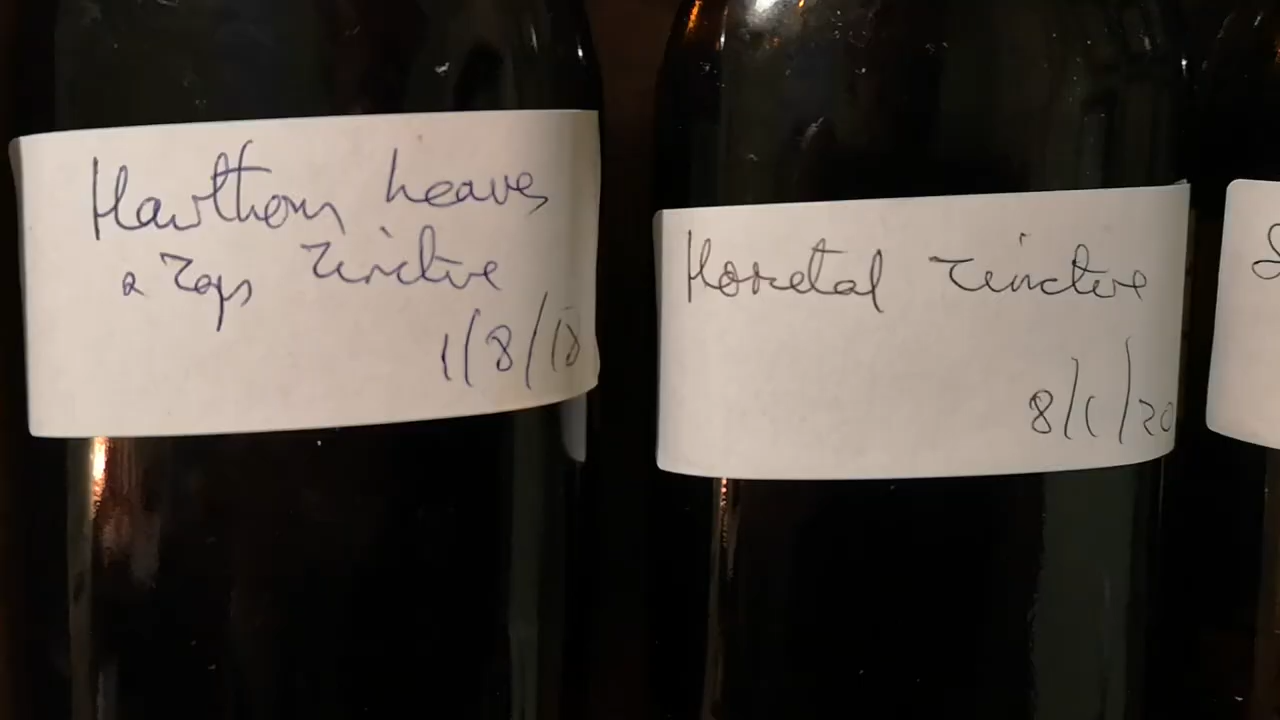 Hawthorn Leaves
& Tops Tincture
1/8/18
Horsetail Tincture
8/1/20